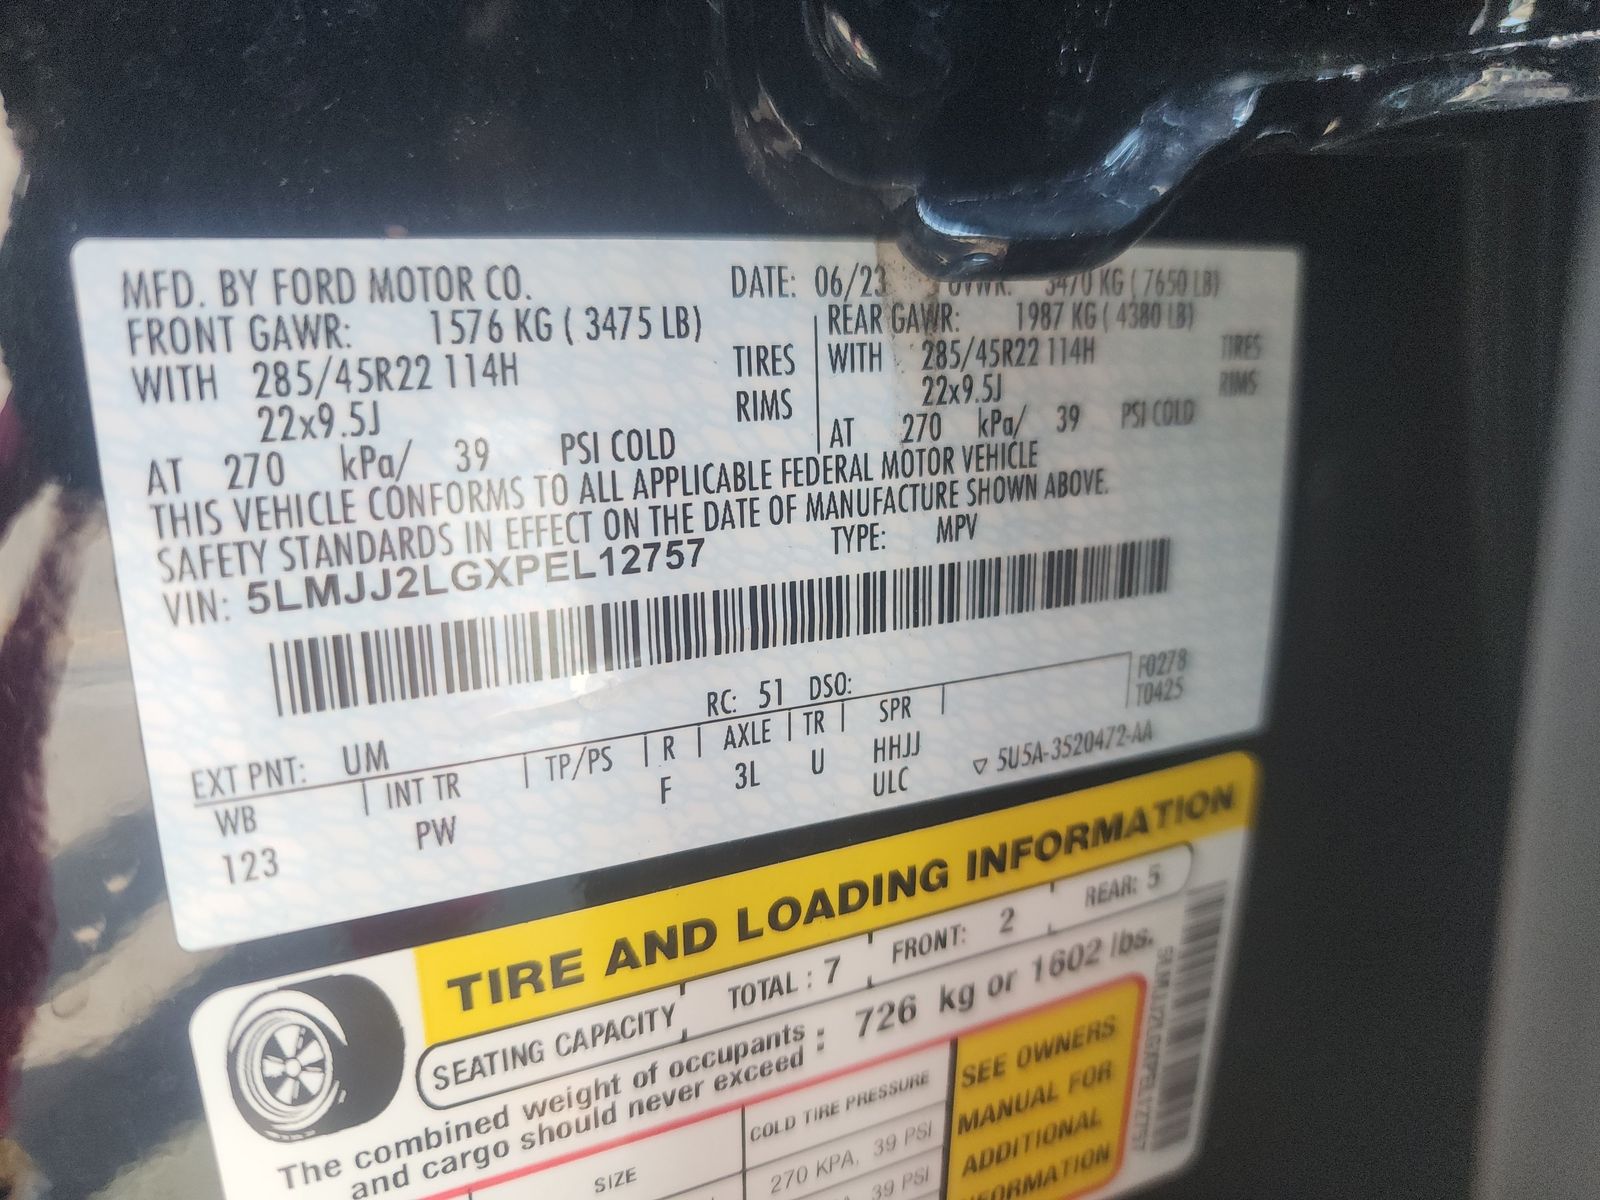 MFD. BY FORD MOTOR CO. DATE: 06/23 GVWR: 3470 KG ( 7650 LB)
FRONT GAWR: 1576 KG ( 3475 LB) REAR GAWR: 1987 KG ( 4380 LB)
WITH 285/45R22 114H TIRES WITH 285/45R22 114H TIRES
22x9.5J RIMS 22x9.5J RIMS
AT 270 kPa/ 39 PSI COLD AT 270 kPa/ 39 PSI COLD
THIS VEHICLE CONFORMS TO ALL APPLICABLE FEDERAL MOTOR VEHICLE
SAFETY STANDARDS IN EFFECT ON THE DATE OF MANUFACTURE SHOWN ABOVE.
VIN: 5LMJJ2LGXPEL12757 TYPE: MPV
F0278
T0425
EXT PNT: UM RC: 51 DSO:
WB INT TR TP/PS R AXLE TR SPR
123 PW F 3L U HHJJ
ULC
5U5A-3520472-AA
TIRE AND LOADING INFORMATION
SEATING CAPACITY TOTAL : 7 FRONT: 2 REAR: 5
The combined weight of occupants and cargo should never exceed : 726 kg or 1602 lbs.
SIZE COLD TIRE PRESSURE
270 KPA, 39 PSI
39 PSI
SEE OWNERS
MANUAL FOR
ADDITIONAL
INFORMATION
5LMJJ2LGXPEL12757